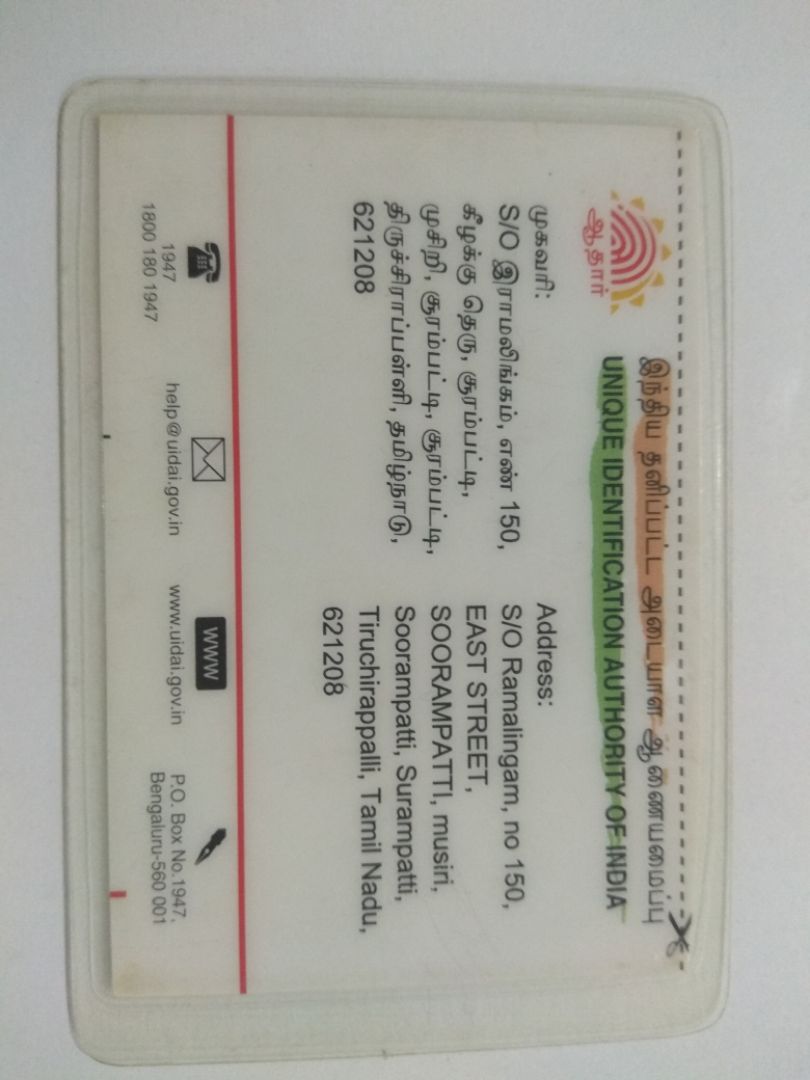 இந்திய தனிப்பட்ட அடையாள ஆணையமைப்பு
UNIQUE IDENTIFICATION AUTHORITY OF INDIA
ஆதார்
முகவரி:
S/O இராமலிங்கம், எண் 150,
கீழக்கு தெரு, சூரம்பட்டி,
முசிறி, சூரம்பட்டி, சூரம்பட்டி,
திருச்சிராப்பள்ளி, தமிழ்நாடு,
621208
Address:
S/O Ramalingam, no 150,
EAST STREET,
SOORAMPATTI, musiri,
Soorampatti, Surampatti,
Tiruchirappalli, Tamil Nadu,
621208
1947
1800 180 1947
help@uidai.gov.in
www
www.uidai.gov.in
P.O. Box No.1947,
Bengaluru-560 001